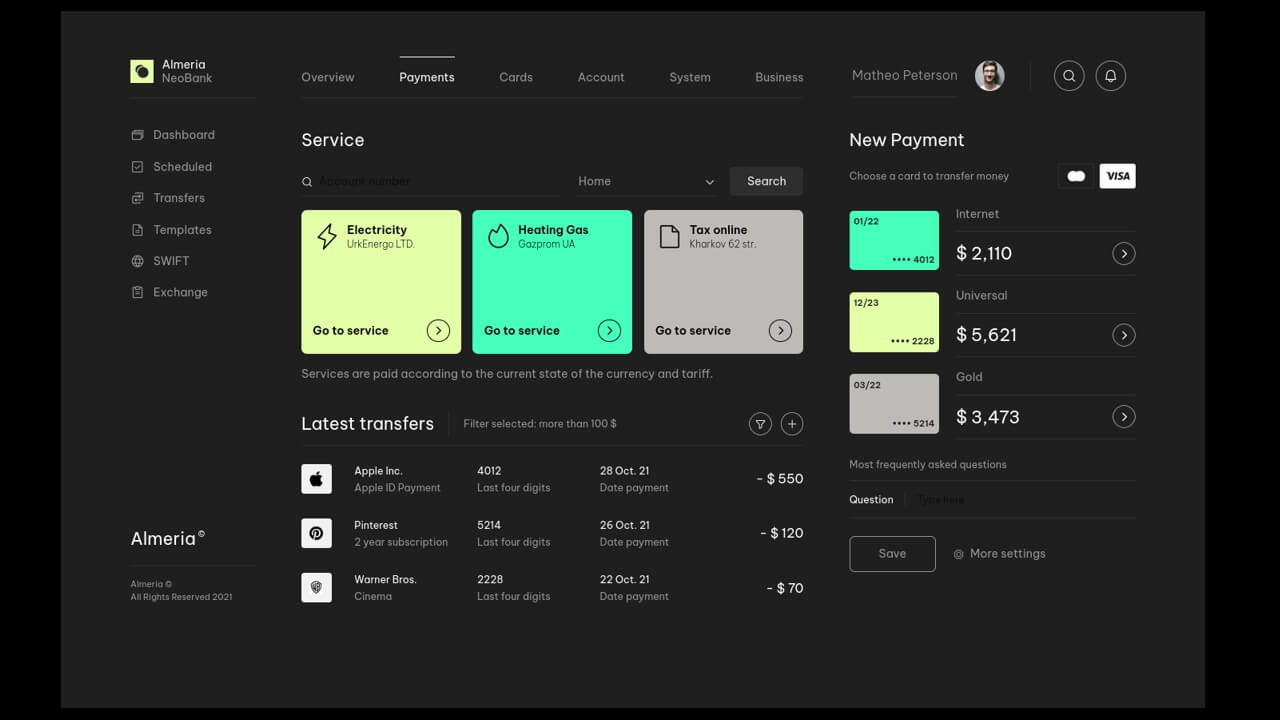 Almeria
NeoBank
Overview
Payments
Cards
Account
System
Business
Matheo Peterson
Dashboard
Scheduled
Transfers
Templates
SWIFT
Exchange
Almeria ©
Almeria ©
All Rights Reserved 2021
Service
Account number
Home
Search
Electricity
UrkEnergo LTD.
Go to service
Heating Gas
Gazprom UA
Go to service
Tax online
Kharkov 62 str.
Go to service
Services are paid according to the current state of the currency and tariff.
Latest transfers
Filter selected: more than 100 $
Apple Inc. 4012 28 Oct. 21
Apple ID Payment Last four digits Date payment
- $ 550
Pinterest 5214 26 Oct. 21
2 year subscription Last four digits Date payment
- $ 120
Warner Bros. 2228 22 Oct. 21
Cinema Last four digits Date payment
- $ 70
New Payment
Choose a card to transfer money
VISA
01/22
•••• 4012
Internet
$ 2,110
12/23
•••• 2228
Universal
$ 5,621
03/22
•••• 5214
Gold
$ 3,473
Most frequently asked questions
Question
Type here
Save
More settings